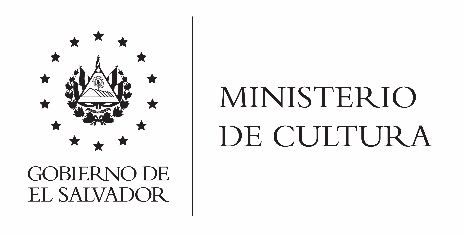 GOBIERNO DE
EL SALVADOR
MINISTERIO
DE CULTURA